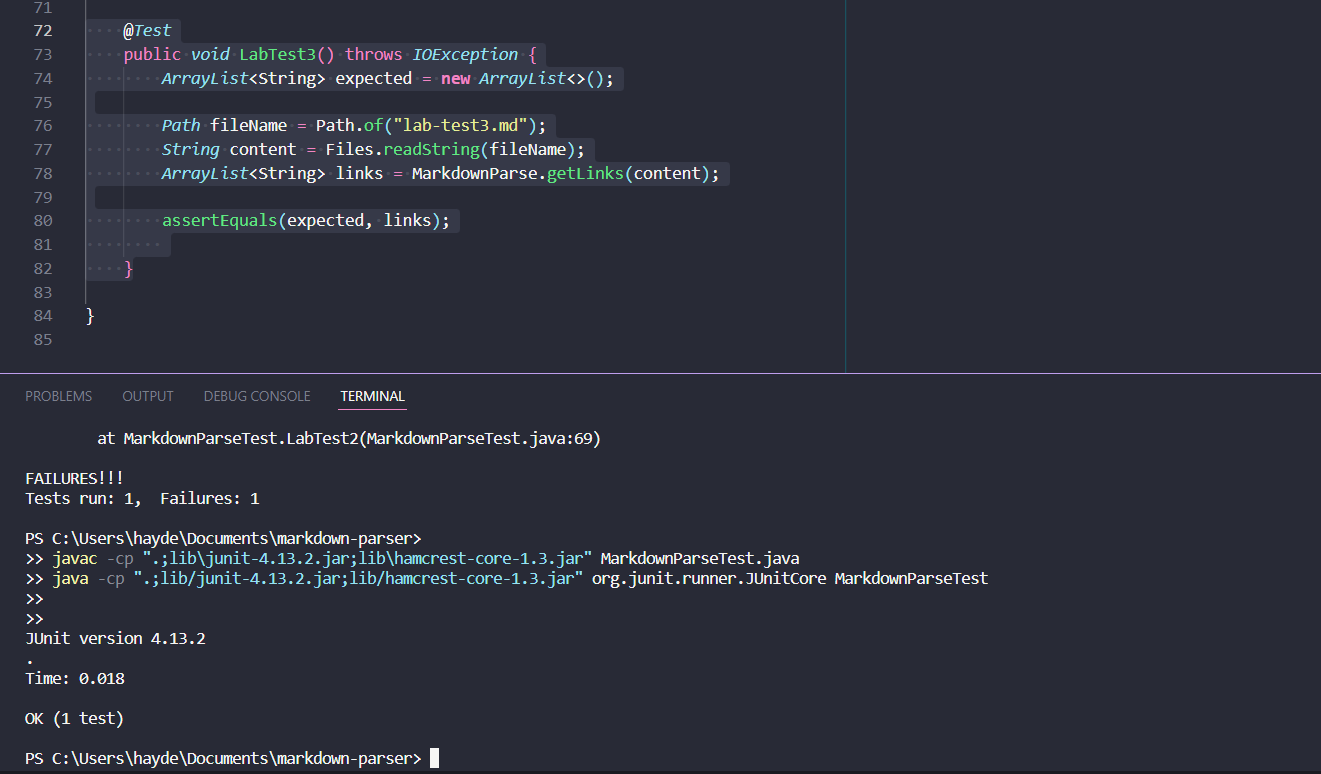 71
72 @Test
73 public void LabTest3() throws IOException {
74 ArrayList<String> expected = new ArrayList<>();
75
76 Path fileName = Path.of("lab-test3.md");
77 String content = Files.readString(fileName);
78 ArrayList<String> links = MarkdownParse.getLinks(content);
79
80 assertEquals(expected, links);
81
82 }
83
84 }
85
PROBLEMS OUTPUT DEBUG CONSOLE TERMINAL
at MarkdownParseTest.LabTest2(MarkdownParseTest.java:69)
FAILURES!!!
Tests run: 1,  Failures: 1
PS C:\Users\hayde\Documents\markdown-parser>
>> javac -cp ".;lib\junit-4.13.2.jar;lib\hamcrest-core-1.3.jar" MarkdownParseTest.java
>> java -cp ".;lib/junit-4.13.2.jar;lib/hamcrest-core-1.3.jar" org.junit.runner.JUnitCore MarkdownParseTest
>>
>>
JUnit version 4.13.2
.
Time: 0.018
OK (1 test)
PS C:\Users\hayde\Documents\markdown-parser>